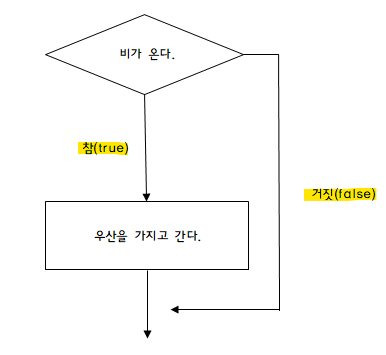 비가 온다.
참(true)
거짓(false)
우산을 가지고 간다.